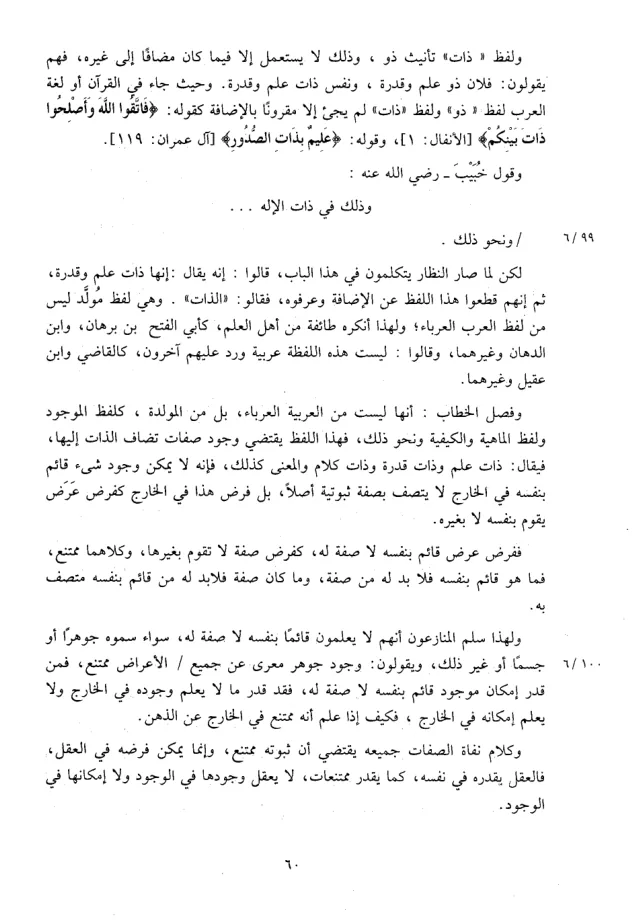 ولفظ « ذات» تأنيث ذو ، وذلك لا يستعمل إلا فيما كان مضافًا إلى غيره، فهم
يقولون: فلان ذو علم وقدرة ، ونفس ذات علم وقدرة. وحيث جاء في القرآن أو لغة
العرب لفظ « ذو» ولفظ «ذات» لم يجئ إلا مقرونًا بالإضافة كقوله: ﴿فَاتَّقُوا اللَّهَ وَأَصْلِحُوا
ذَاتَ بَيْنِكُمْ﴾ [الأنفال: ١]، وقوله: ﴿عَلِيمٌ بِذَاتِ الصُّدُورِ﴾ [آل عمران: ١١٩].
وقول خُبَيْبَ ـ رضي الله عنه :
وذلك في ذات الإله ...
٦/٩٩ / ونحو ذلك .
لكن لما صار النظار يتكلمون في هذا الباب، قالوا : إنه يقال :إنها ذات علم وقدرة،
ثم إنهم قطعوا هذا اللفظ عن الإضافة وعرفوه، فقالو: «الذات» . وهي لفظ مُولَّد ليس
من لفظ العرب العرباء؛ ولهذا أنكره طائفة من أهل العلم، كأبي الفتح بن برهان، وابن
الدهان وغيرهما، وقالوا : ليست هذه اللفظة عربية ورد عليهم آخرون، كالقاضي وابن
عقيل وغيرهما.
وفصل الخطاب : أنها ليست من العربية العرباء، بل من المولدة ، كلفظ الموجود
ولفظ الماهية والكيفية ونحو ذلك، فهذا اللفظ يقتضي وجود صفات تضاف الذات إليها،
فيقال: ذات علم وذات قدرة وذات كلام والمعنى كذلك، فإنه لا يمكن وجود شىء قائم
بنفسه في الخارج لا يتصف بصفة ثبوتية أصلاً، بل فرض هذا في الخارج كفرض عَرَض
يقوم بنفسه لا بغيره.
ففرض عرض قائم بنفسه لا صفة له، كفرض صفة لا تقوم بغيرها، وكلاهما ممتنع،
فما هو قائم بنفسه فلا بد له من صفة، وما كان صفة فلابد له من قائم بنفسه متصف
به.
ولهذا سلم المنازعون أنهم لا يعلمون قائمًا بنفسه لا صفة له، سواء سموه جوهرًا أو
٦/١٠٠ جسمًا أو غير ذلك، ويقولون: وجود جوهر معرى عن جميع / الأعراض ممتنع، فمن
قدر إمكان موجود قائم بنفسه لا صفة له، فقد قدر ما لا يعلم وجوده في الخارج ولا
يعلم إمكانه في الخارج ، فكيف إذا علم أنه ممتنع في الخارج عن الذهن.
وكلام نفاة الصفات جميعه يقتضي أن ثبوته ممتنع، وإنما يمكن فرضه في العقل،
فالعقل يقدره في نفسه، كما يقدر ممتنعات، لا يعقل وجودها في الوجود ولا إمكانها في
الوجود.
٦٠